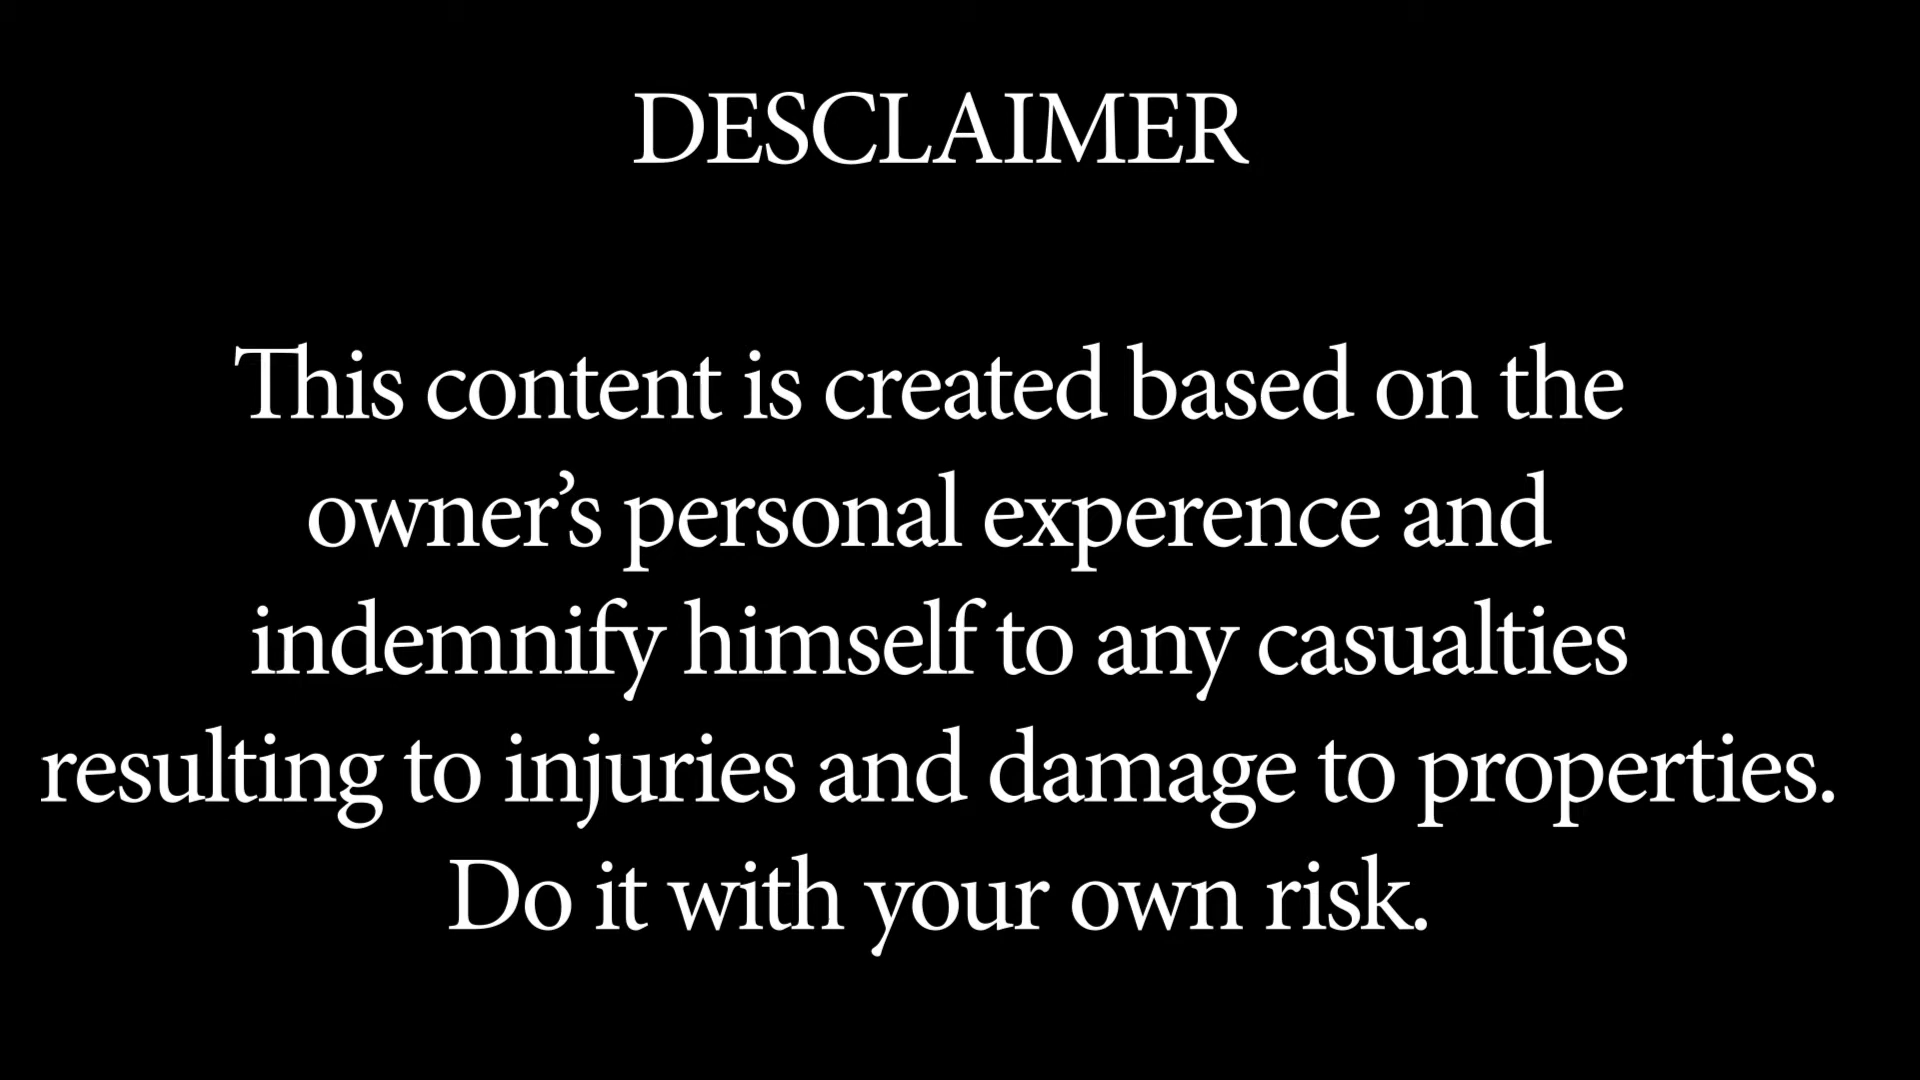 DESCLAIMER
This content is created based on the
owner’s personal experence and
indemnify himself to any casualties
resulting to injuries and damage to properties.
Do it with your own risk.